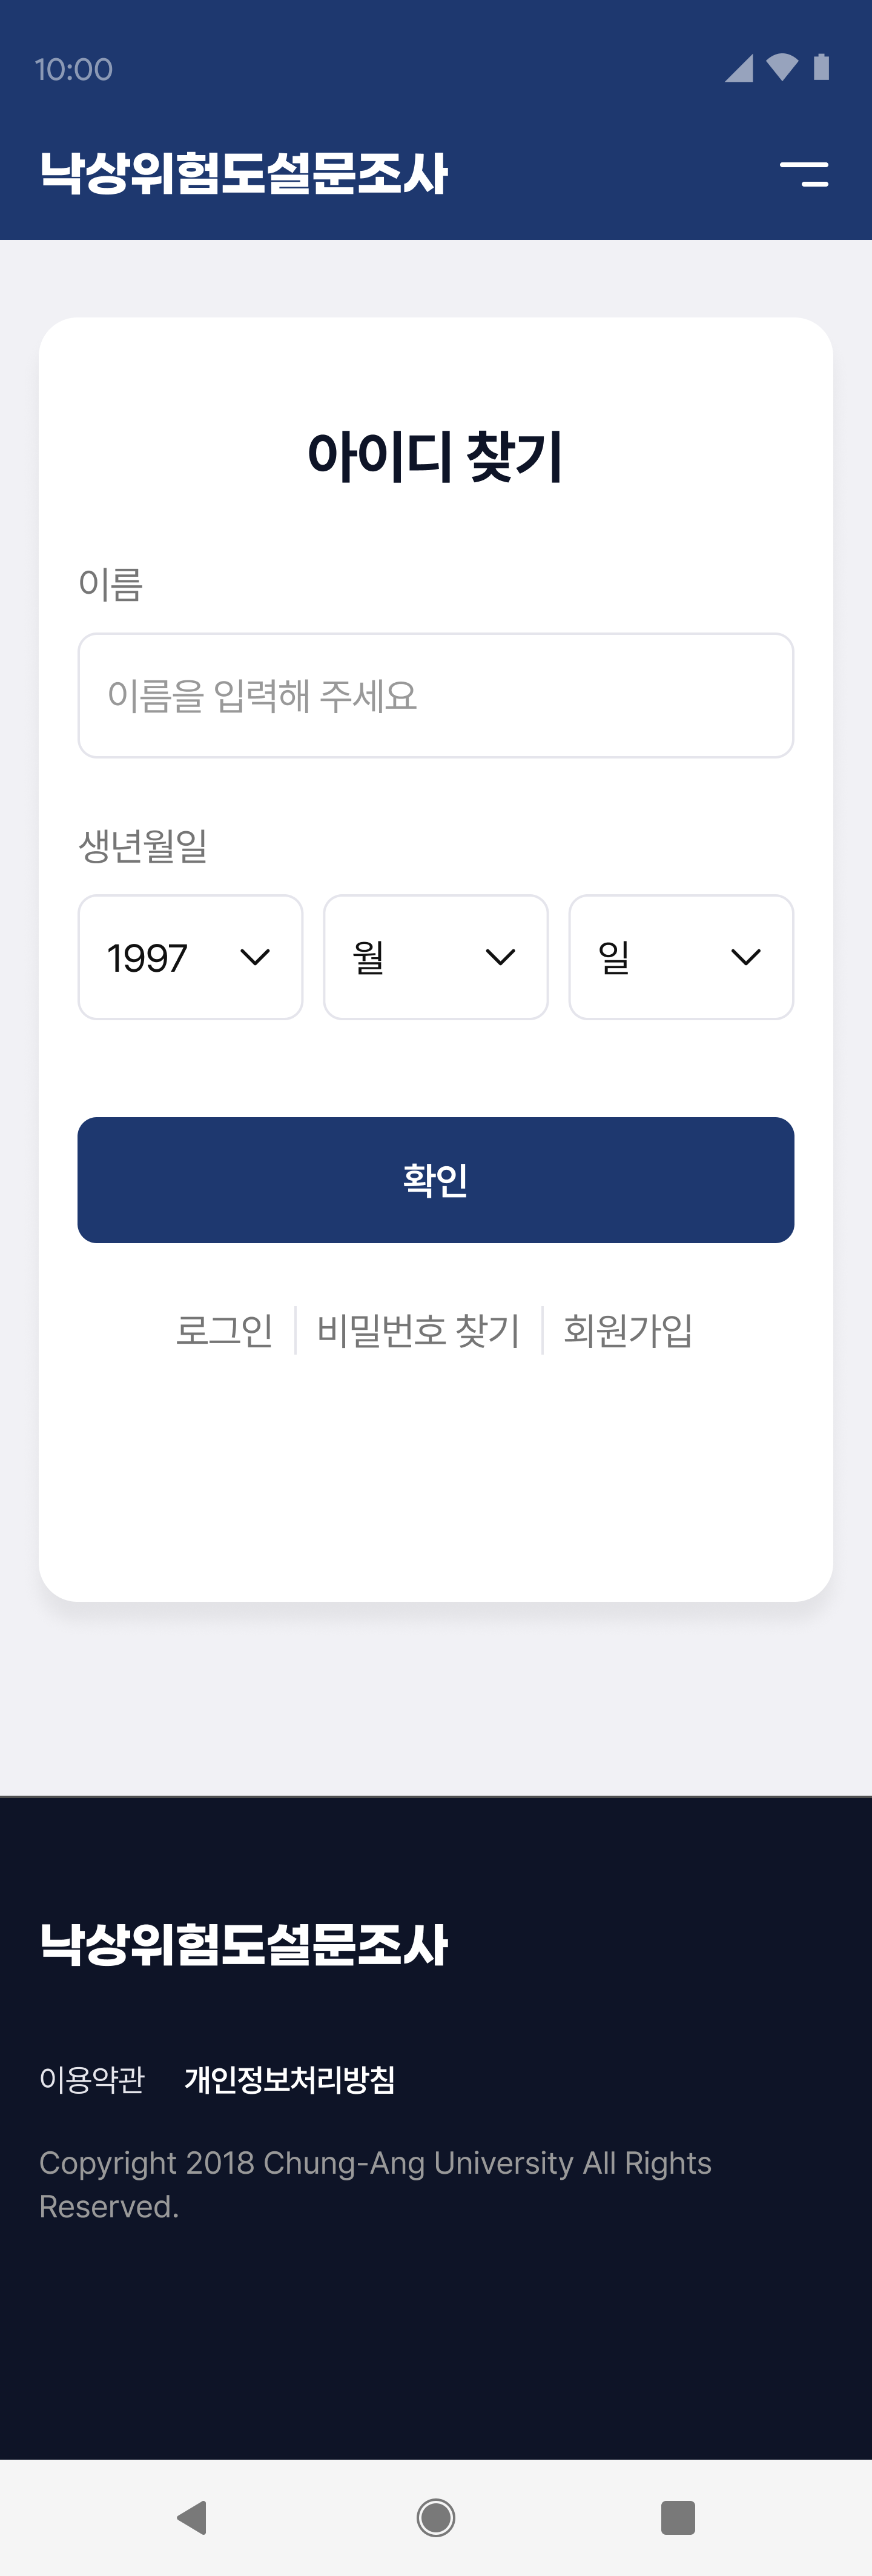 10:00
낙상위험도설문조사
아이디 찾기
이름
이름을 입력해 주세요
생년월일
1997 월 일
확인
로그인 비밀번호 찾기 회원가입
낙상위험도설문조사
이용약관 개인정보처리방침
Copyright 2018 Chung-Ang University All Rights
Reserved.